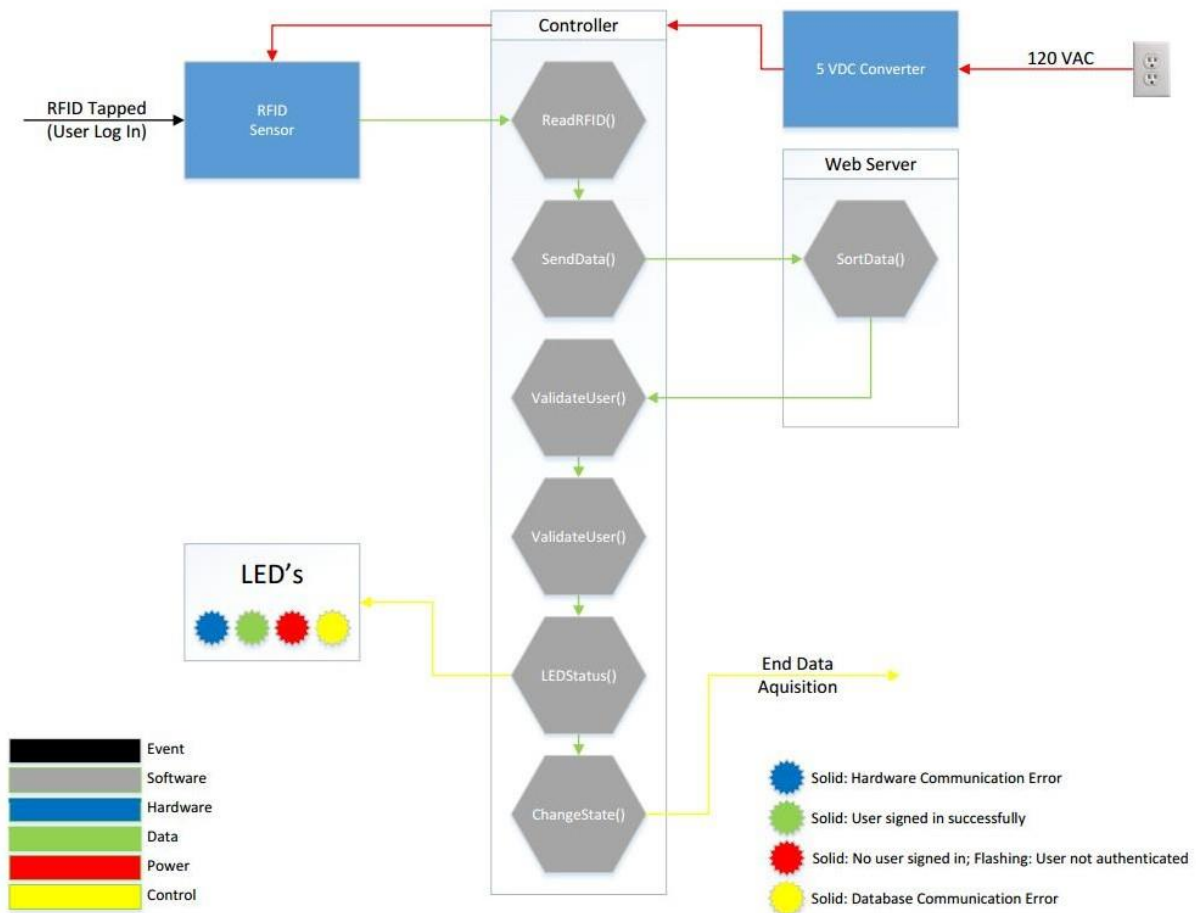 Controller
5 VDC Converter
120 VAC
RFID Tapped
(User Log In)
RFID
Sensor
ReadRFID()
Web Server
SendData()
SortData()
ValidateUser()
ValidateUser()
LED's
LEDStatus()
End Data
Aquisition
ChangeState()
Event
Software
Hardware
Data
Power
Control
Solid: Hardware Communication Error
Solid: User signed in successfully
Solid: No user signed in; Flashing: User not authenticated
Solid: Database Communication Error